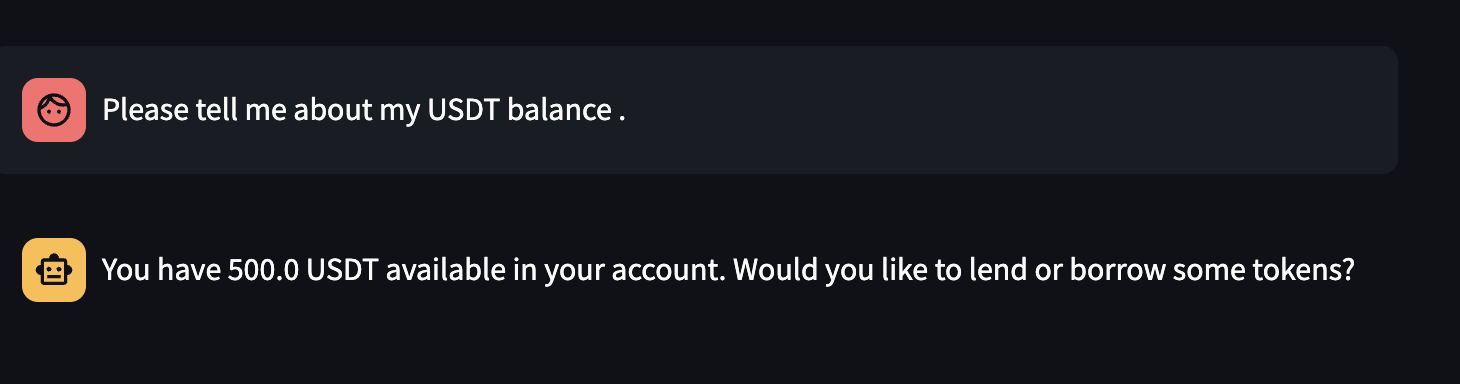 Please tell me about my USDT balance .
You have 500.0 USDT available in your account. Would you like to lend or borrow some tokens?